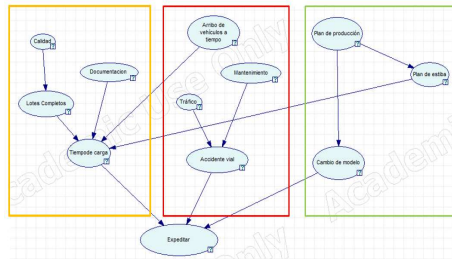 Calidad
Documentacion
Lotes Completos
Tiempode carga
Arribo de
vehículos a
tiempo
Mantenimiento
Tráfico
Accidente vial
Plan de producción
Plan de estiba
Cambio de modelo
Expeditar